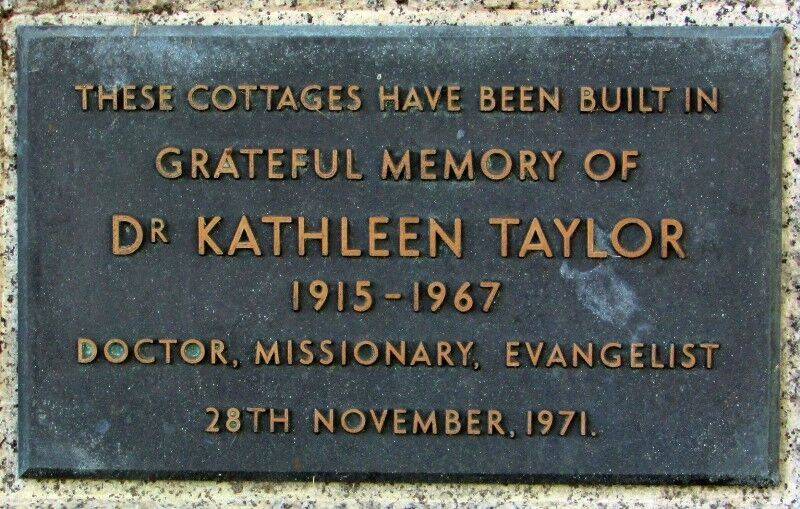 THESE COTTAGES HAVE BEEN BUILT IN
GRATEFUL MEMORY OF
DR KATHLEEN TAYLOR
1915-1967
DOCTOR, MISSIONARY, EVANGELIST
28TH NOVEMBER, 1971.